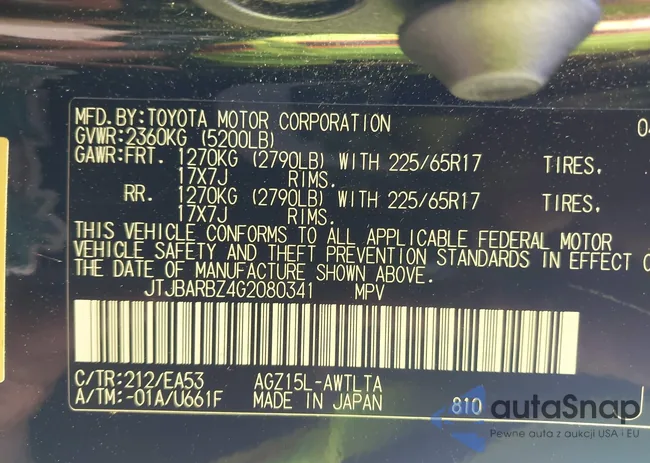 MFD.BY:TOYOTA MOTOR CORPORATION 04
GVWR:2360KG (5200LB)
GAWR:FRT. 1270KG (2790LB) WITH 225/65R17 TIRES,
17X7J RIMS.
RR. 1270KG (2790LB) WITH 225/65R17 TIRES,
17X7J RIMS.
THIS VEHICLE CONFORMS TO ALL APPLICABLE FEDERAL MOTOR
VEHICLE SAFETY AND THEFT PREVENTION STANDARDS IN EFFECT O
THE DATE OF MANUFACTURE SHOWN ABOVE.
JTJBARBZ4G2080341 MPV
C/TR:212/EA53 AGZ15L-AWTLTA
A/TM:-01A/U661F MADE IN JAPAN 810
autaSnap
Pewne auta z aukcji USA i EU